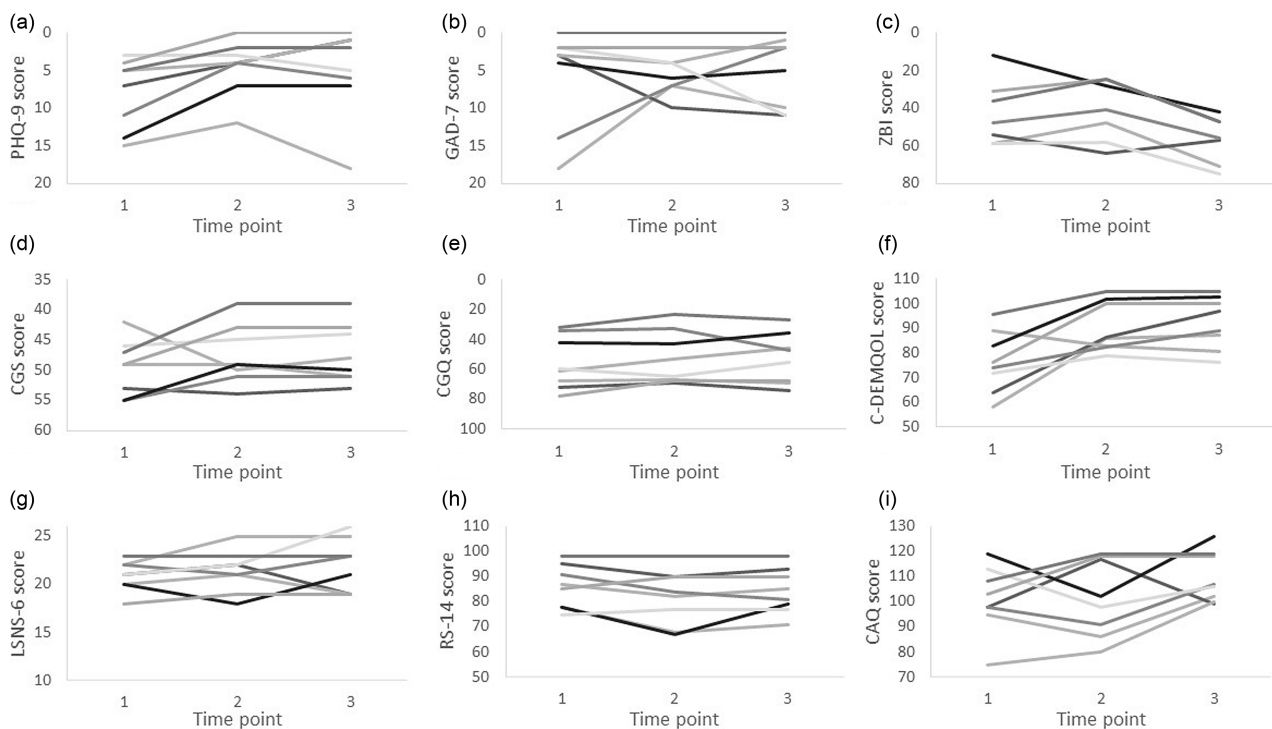 (a)
PHQ-9 score
0
5
10
15
20
1 2 3
Time point
(b)
GAD-7 score
0
5
10
15
20
1 2 3
Time point
(c)
ZBI score
0
20
40
60
80
1 2 3
Time point
(d)
CGS score
35
40
45
50
55
60
1 2 3
Time point
(e)
CGQ score
0
20
40
60
80
100
1 2 3
Time point
(f)
C-DEMQOL score
110
100
90
80
70
60
50
1 2 3
Time point
(g)
LSNS-6 score
25
20
15
10
1 2 3
Time point
(h)
RS-14 score
110
100
90
80
70
60
50
1 2 3
Time point
(i)
CAQ score
130
120
110
100
90
80
70
1 2 3
Time point